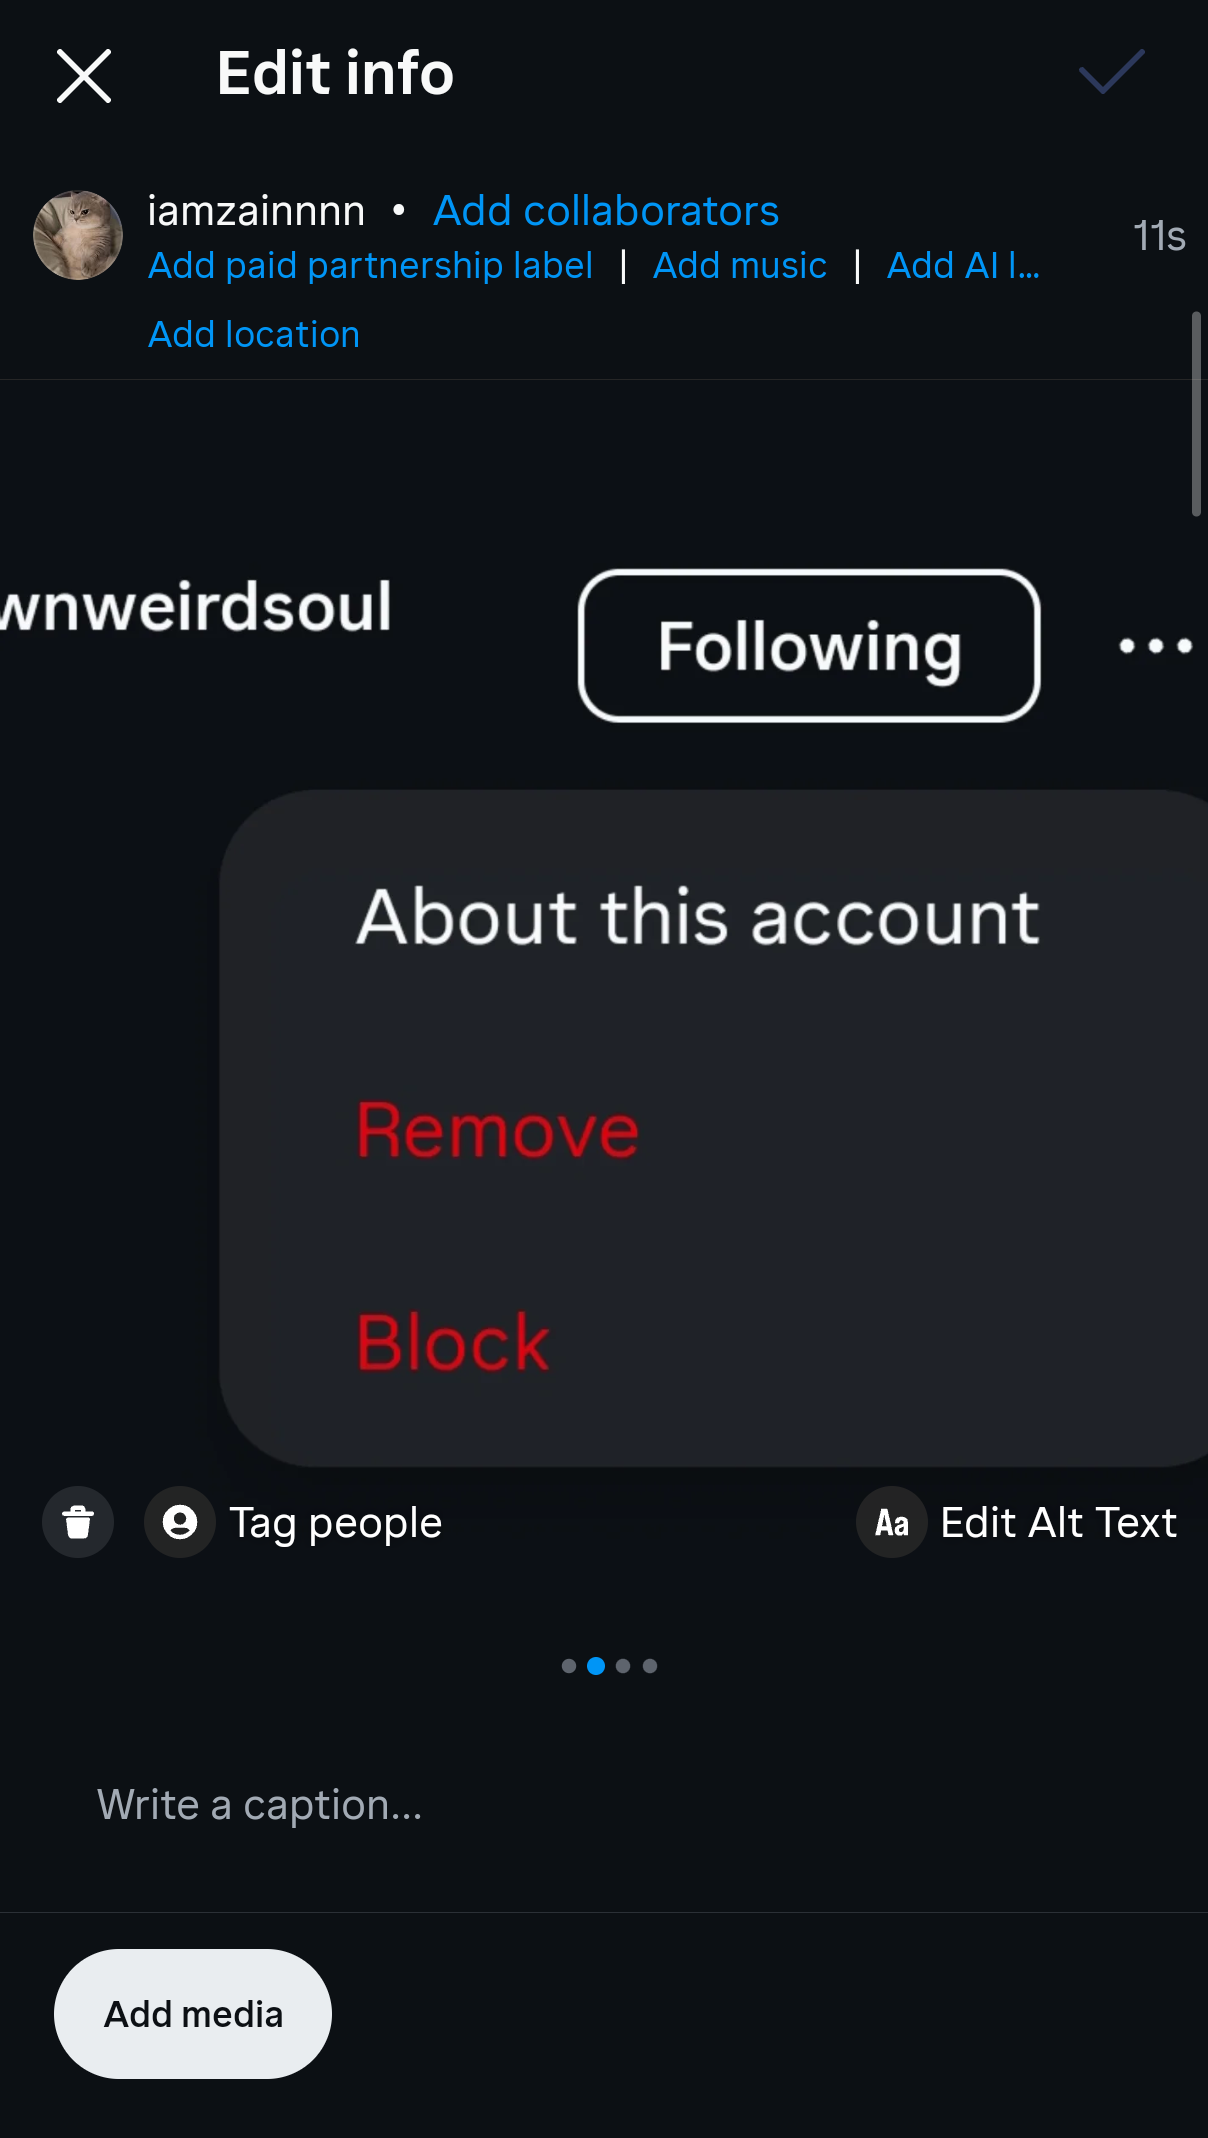 Edit info
iamzainnnn • Add collaborators
11s
Add paid partnership label | Add music | Add AI l...
Add location
wnweirdsoul
Following
About this account
Remove
Block
Tag people
Aa Edit Alt Text
Write a caption...
Add media